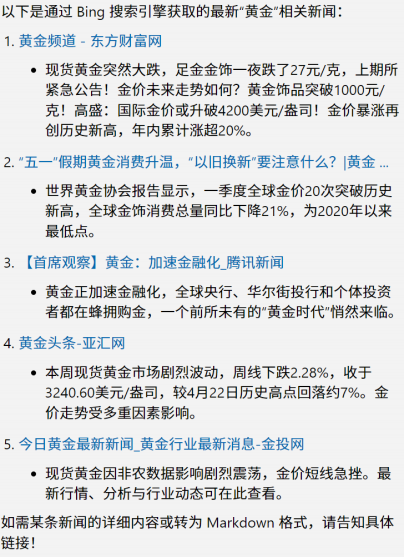 以下是通过 Bing 搜索引擎获取的最新“黄金”相关新闻：
1. 黄金频道 - 东方财富网
• 现货黄金突然大跌，足金金饰一夜跌了27元/克，上期所
紧急公告！金价未来走势如何？黄金饰品突破1000元/
克！高盛：国际金价或升破4200美元/盎司！金价暴涨再
创历史新高，年内累计涨超20%。
2. “五一”假期黄金消费升温，“以旧换新”要注意什么？|黄金 ...
• 世界黄金协会报告显示，一季度全球金价20次突破历史
新高，全球金饰消费总量同比下降21%，为2020年以来
最低点。
3. 【首席观察】黄金：加速金融化_腾讯新闻
• 黄金正加速金融化，全球央行、华尔街投行和个体投资
者都在蜂拥购金，一个前所未有的“黄金时代”悄然来临。
4. 黄金头条-亚汇网
• 本周现货黄金市场剧烈波动，周线下跌2.28%，收于
3240.60美元/盎司，较4月22日历史高点回落约7%。金
价走势受多重因素影响。
5. 今日黄金最新新闻_黄金行业最新消息-金投网
• 现货黄金因非农数据影响剧烈震荡，金价短线急挫。最
新行情、分析与行业动态可在此查看。
如需某条新闻的详细内容或转为 Markdown 格式，请告知具体
链接！